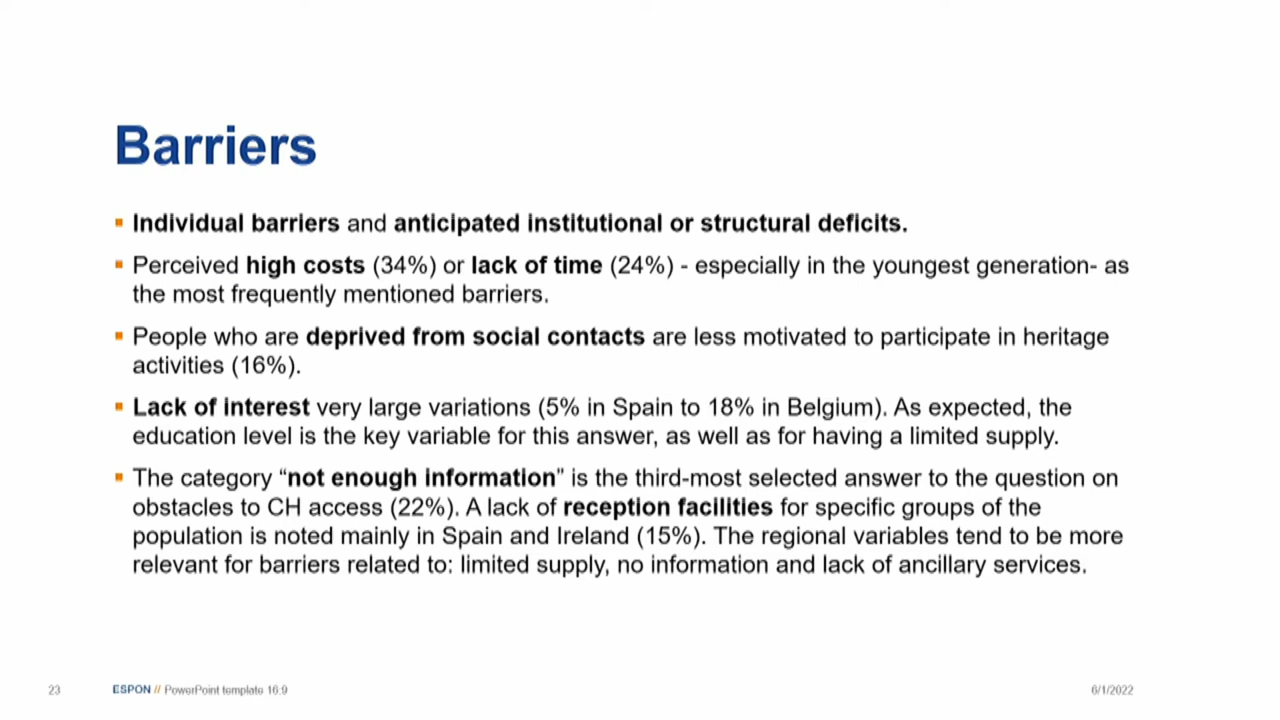 Barriers
Individual barriers and anticipated institutional or structural deficits.
Perceived high costs (34%) or lack of time (24%) - especially in the youngest generation- as
the most frequently mentioned barriers.
People who are deprived from social contacts are less motivated to participate in heritage
activities (16%).
Lack of interest very large variations (5% in Spain to 18% in Belgium). As expected, the
education level is the key variable for this answer, as well as for having a limited supply.
The category “not enough information” is the third-most selected answer to the question on
obstacles to CH access (22%). A lack of reception facilities for specific groups of the
population is noted mainly in Spain and Ireland (15%). The regional variables tend to be more
relevant for barriers related to: limited supply, no information and lack of ancillary services.
23 ESPON // PowerPoint template 16:9 6/1/2022